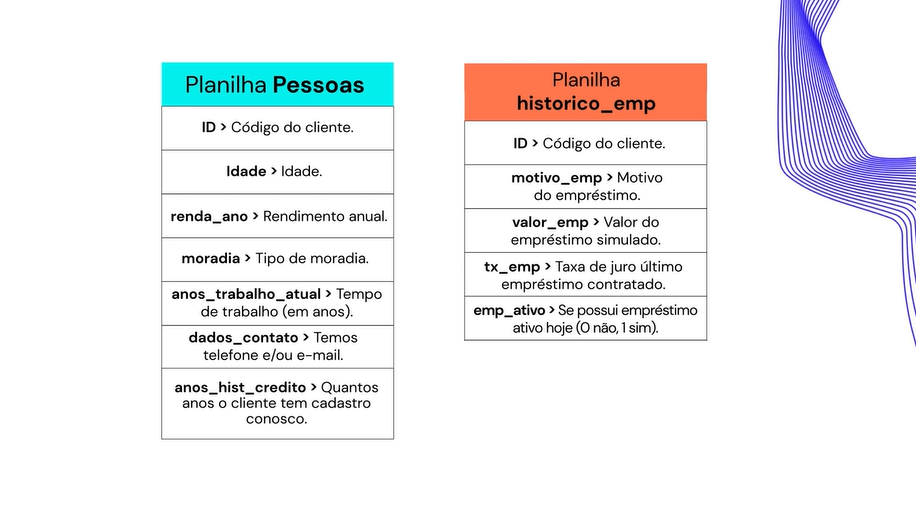 Planilha Pessoas
ID > Código do cliente.
Idade > Idade.
renda_ano > Rendimento anual.
moradia > Tipo de moradia.
anos_trabalho_atual > Tempo
de trabalho (em anos).
dados_contato > Temos
telefone e/ou e-mail.
anos_hist_credito > Quantos
anos o cliente tem cadastro
conosco.
Planilha
historico_emp
ID > Código do cliente.
motivo_emp > Motivo
do empréstimo.
valor_emp > Valor do
empréstimo simulado.
tx_emp > Taxa de juro último
empréstimo contratado.
emp_ativo > Se possui empréstimo
ativo hoje (0 não, 1 sim).